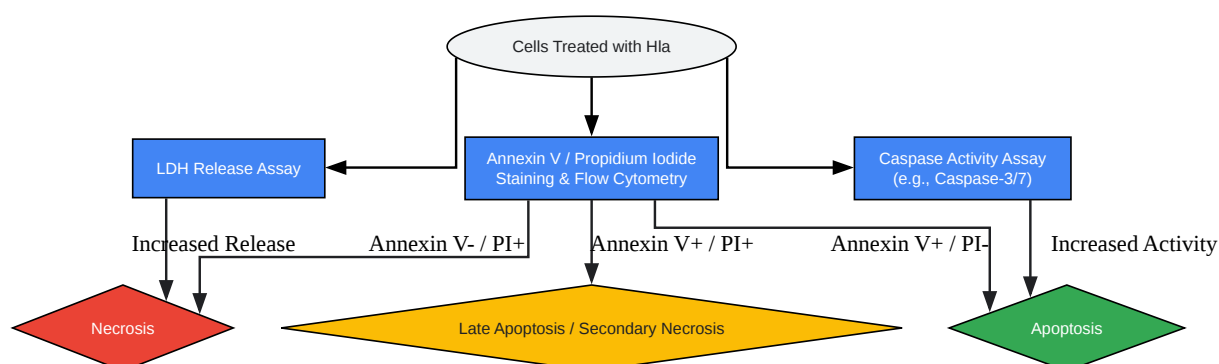 Cells Treated with Hla
LDH Release Assay
Annexin V / Propidium Iodide
Staining & Flow Cytometry
Caspase Activity Assay
(e.g., Caspase-3/7)
Increased Release
Annexin V- / PI+
Annexin V+ / PI+
Annexin V+ / PI-
Increased Activity
Necrosis
Late Apoptosis / Secondary Necrosis
Apoptosis